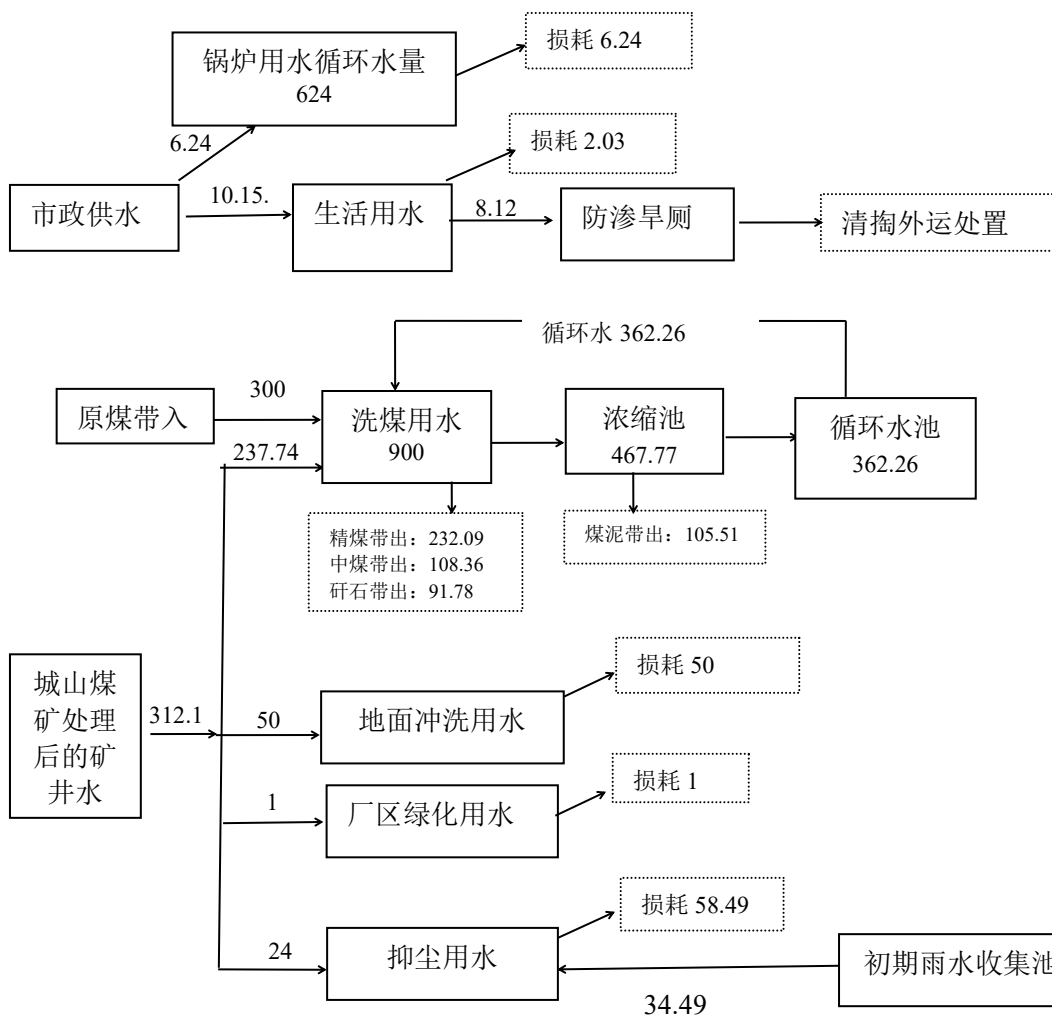 锅炉用水循环水量
624
损耗 6.24
6.24
损耗 2.03
市政供水
10.15.
生活用水
8.12
防渗旱厕
清掏外运处置
循环水 362.26
原煤带入
300
237.74
洗煤用水
900
浓缩池
467.77
循环水池
362.26
精煤带出：232.09
中煤带出：108.36
矸石带出：91.78
煤泥带出：105.51
城山煤
矿处理
后的矿
井水
312.1
50
地面冲洗用水
损耗 50
1
厂区绿化用水
损耗 1
24
抑尘用水
损耗 58.49
初期雨水收集池
34.49